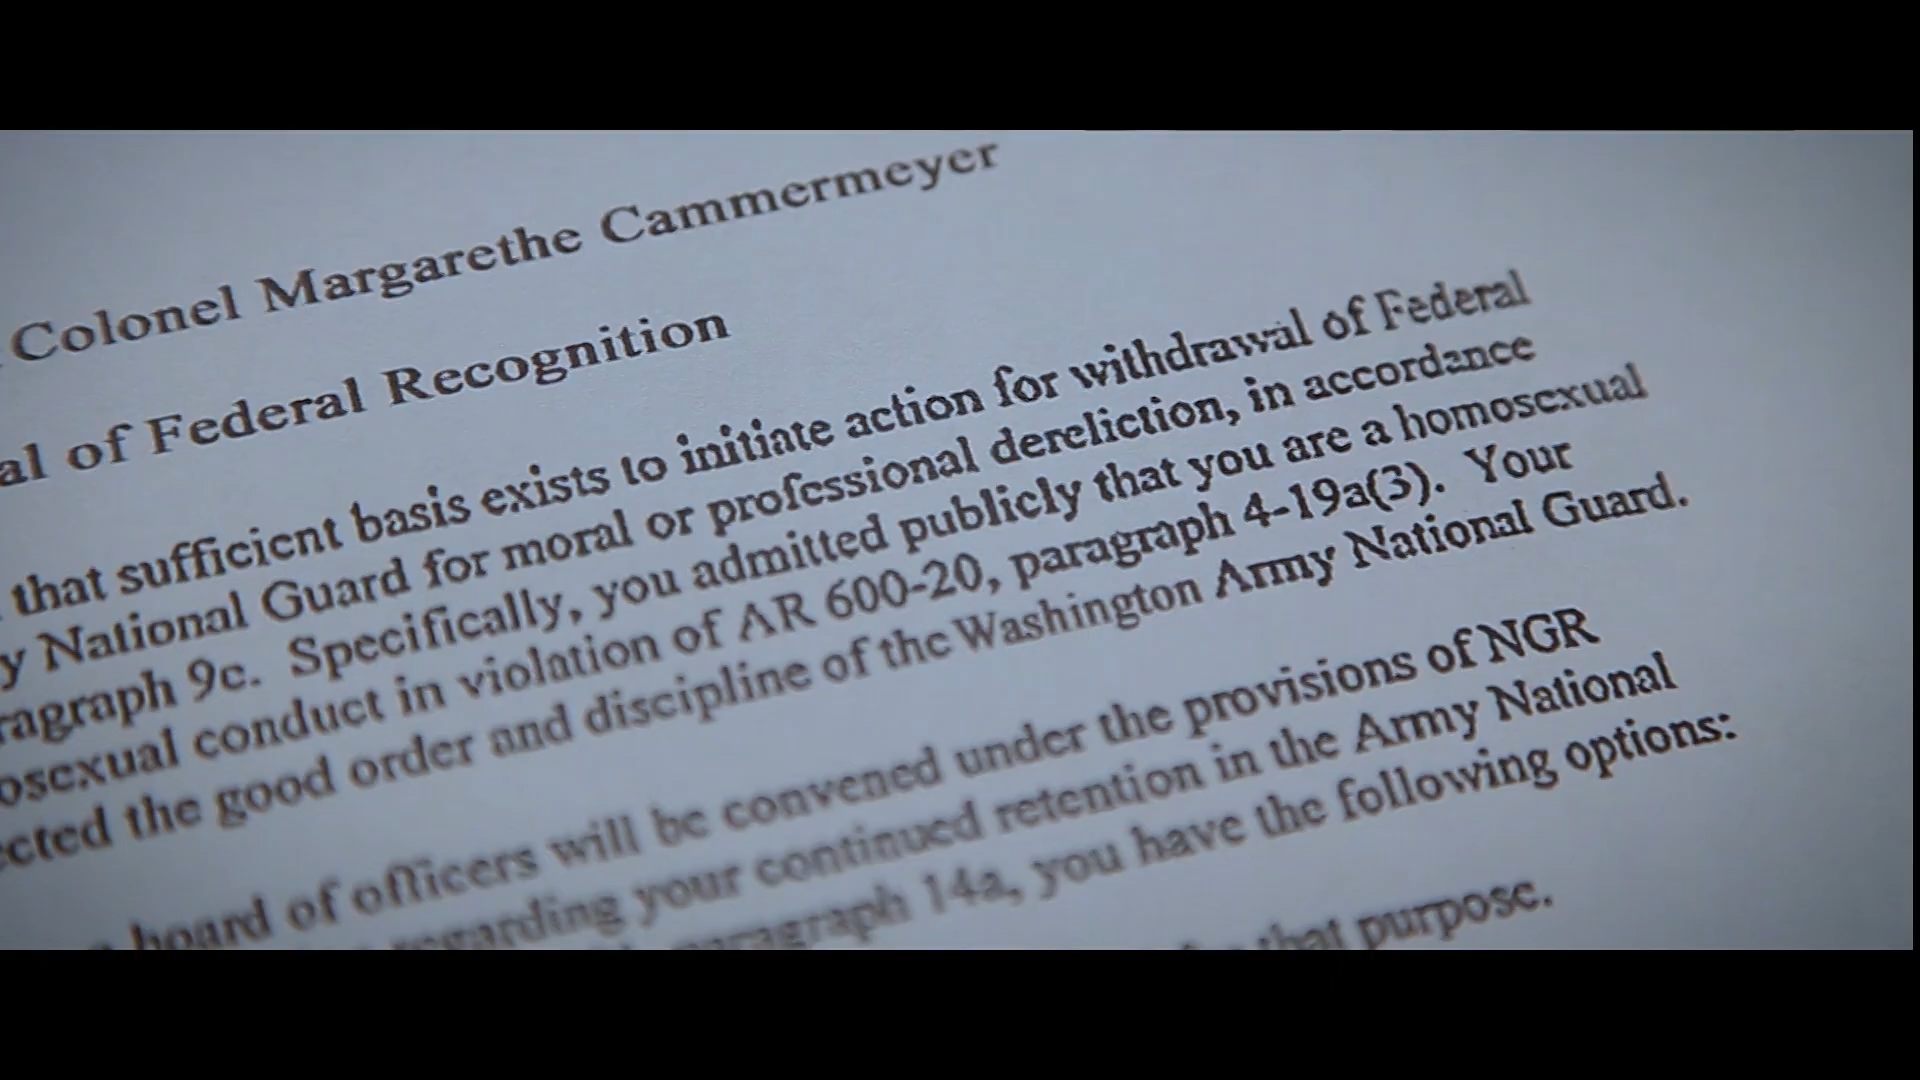 Colonel Margarethe Cammermeyer
al of Federal Recognition
that sufficient basis exists to initiate action for withdrawal of Federal
y National Guard for moral or professional dereliction, in accordance
ragraph 9c. Specifically, you admitted publicly that you are a homosexual
osexual conduct in violation of AR 600-20, paragraph 4-19a(3). Your
cted the good order and discipline of the Washington Army National Guard.
board of officers will be convened under the provisions of NGR
regarding your continued retention in the Army National
paragraph 14a, you have the following options:
that purpose.